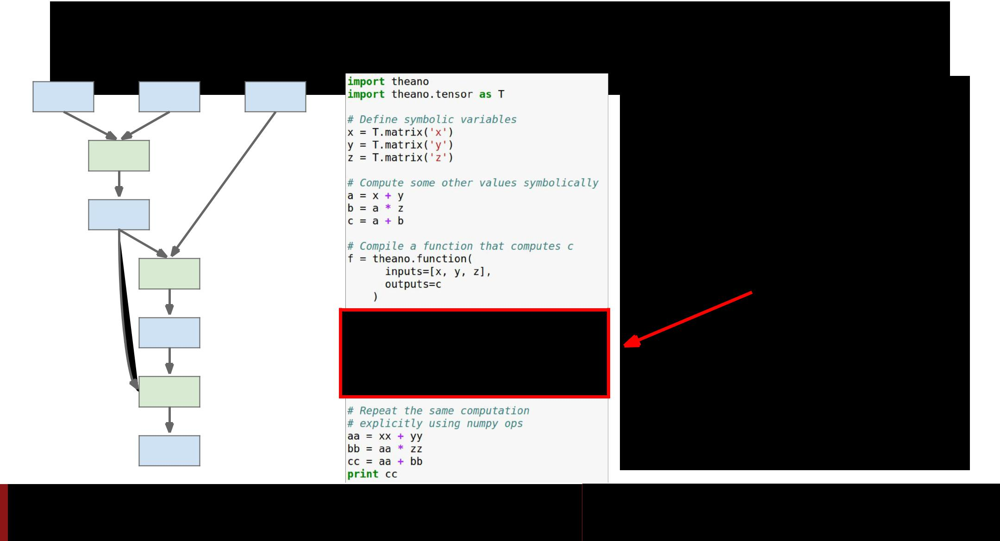 import theano
import theano.tensor as T
# Define symbolic variables
x = T.matrix('x')
y = T.matrix('y')
z = T.matrix('z')
# Compute some other values symbolically
a = x + y
b = a * z
c = a + b
# Compile a function that computes c
f = theano.function(
inputs=[x, y, z],
outputs=c
)
# Repeat the same computation
# explicitly using numpy ops
aa = xx + yy
bb = aa * zz
cc = aa + bb
print cc